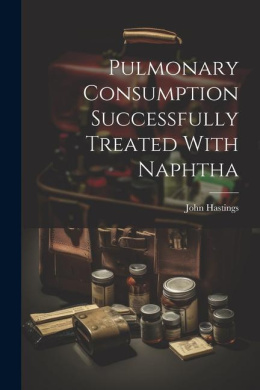 Pulmonary
Consumption
Successfully
Treated With
Naphtha
John Hastings